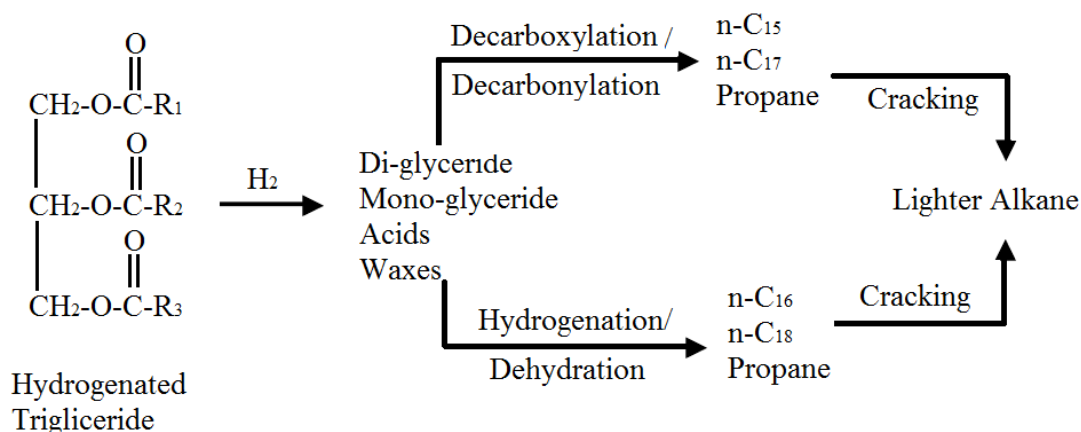 O
CH2-O-C-R1
O
CH2-O-C-R2
O
CH2-O-C-R3
Hydrogenated
Trigliceride
H2
Di-glyceride
Mono-glyceride
Acids
Waxes
Decarboxylation /
Decarbonylation
n-C15
n-C17
Propane
Cracking
Hydrogenation/
Dehydration
n-C16
n-C18
Propane
Cracking
Lighter Alkane